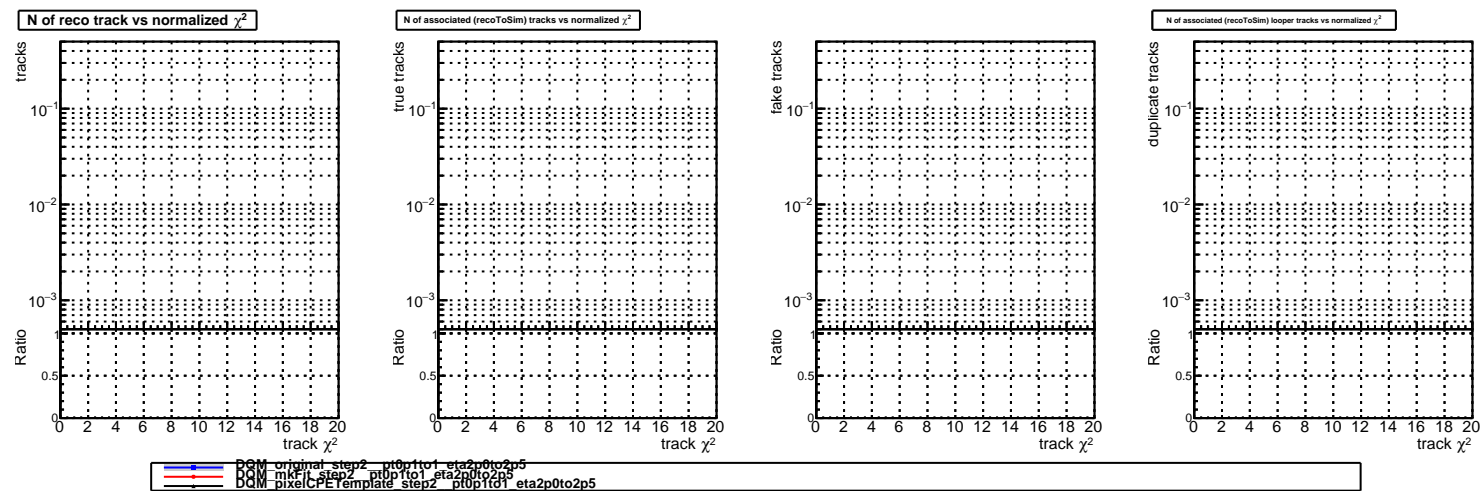 N of reco track vs normalized χ²
N of associated (recoToSim) tracks vs normalized χ²
N of associated (recoToSim) looper tracks vs normalized χ²
tracks
10⁻¹
10⁻²
10⁻³
Ratio
1
0.5
0
0 2 4 6 8 10 12 14 16 18 20
track χ²
true tracks
10⁻¹
10⁻²
10⁻³
Ratio
1
0.5
0
0 2 4 6 8 10 12 14 16 18 20
track χ²
fake tracks
10⁻¹
10⁻²
10⁻³
Ratio
1
0.5
0
0 2 4 6 8 10 12 14 16 18 20
track χ²
duplicate tracks
10⁻¹
10⁻²
10⁻³
Ratio
1
0.5
0
0 2 4 6 8 10 12 14 16 18 20
track χ²
DQM_original_step2__pt0p1to1_eta2p0to2p5
DQM_mkFit_step2__pt0p1to1_eta2p0to2p5
DQM_pixelCPETemplate_step2__pt0p1to1_eta2p0to2p5